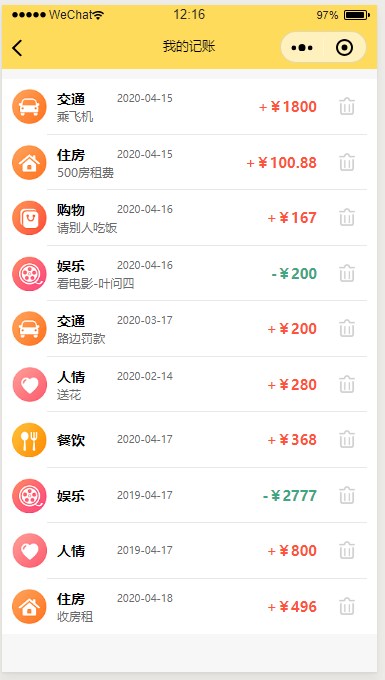 WeChat 12:16 97%
我的记账
交通 2020-04-15
乘飞机
+¥1800
住房 2020-04-15
500房租费
+¥100.88
购物 2020-04-16
请别人吃饭
+¥167
娱乐 2020-04-16
看电影-叶问四
-¥200
交通 2020-03-17
路边罚款
+¥200
人情 2020-02-14
送花
+¥280
餐饮 2020-04-17 +¥368
娱乐 2019-04-17 -¥2777
人情 2019-04-17 +¥800
住房 2020-04-18
收房租
+¥496